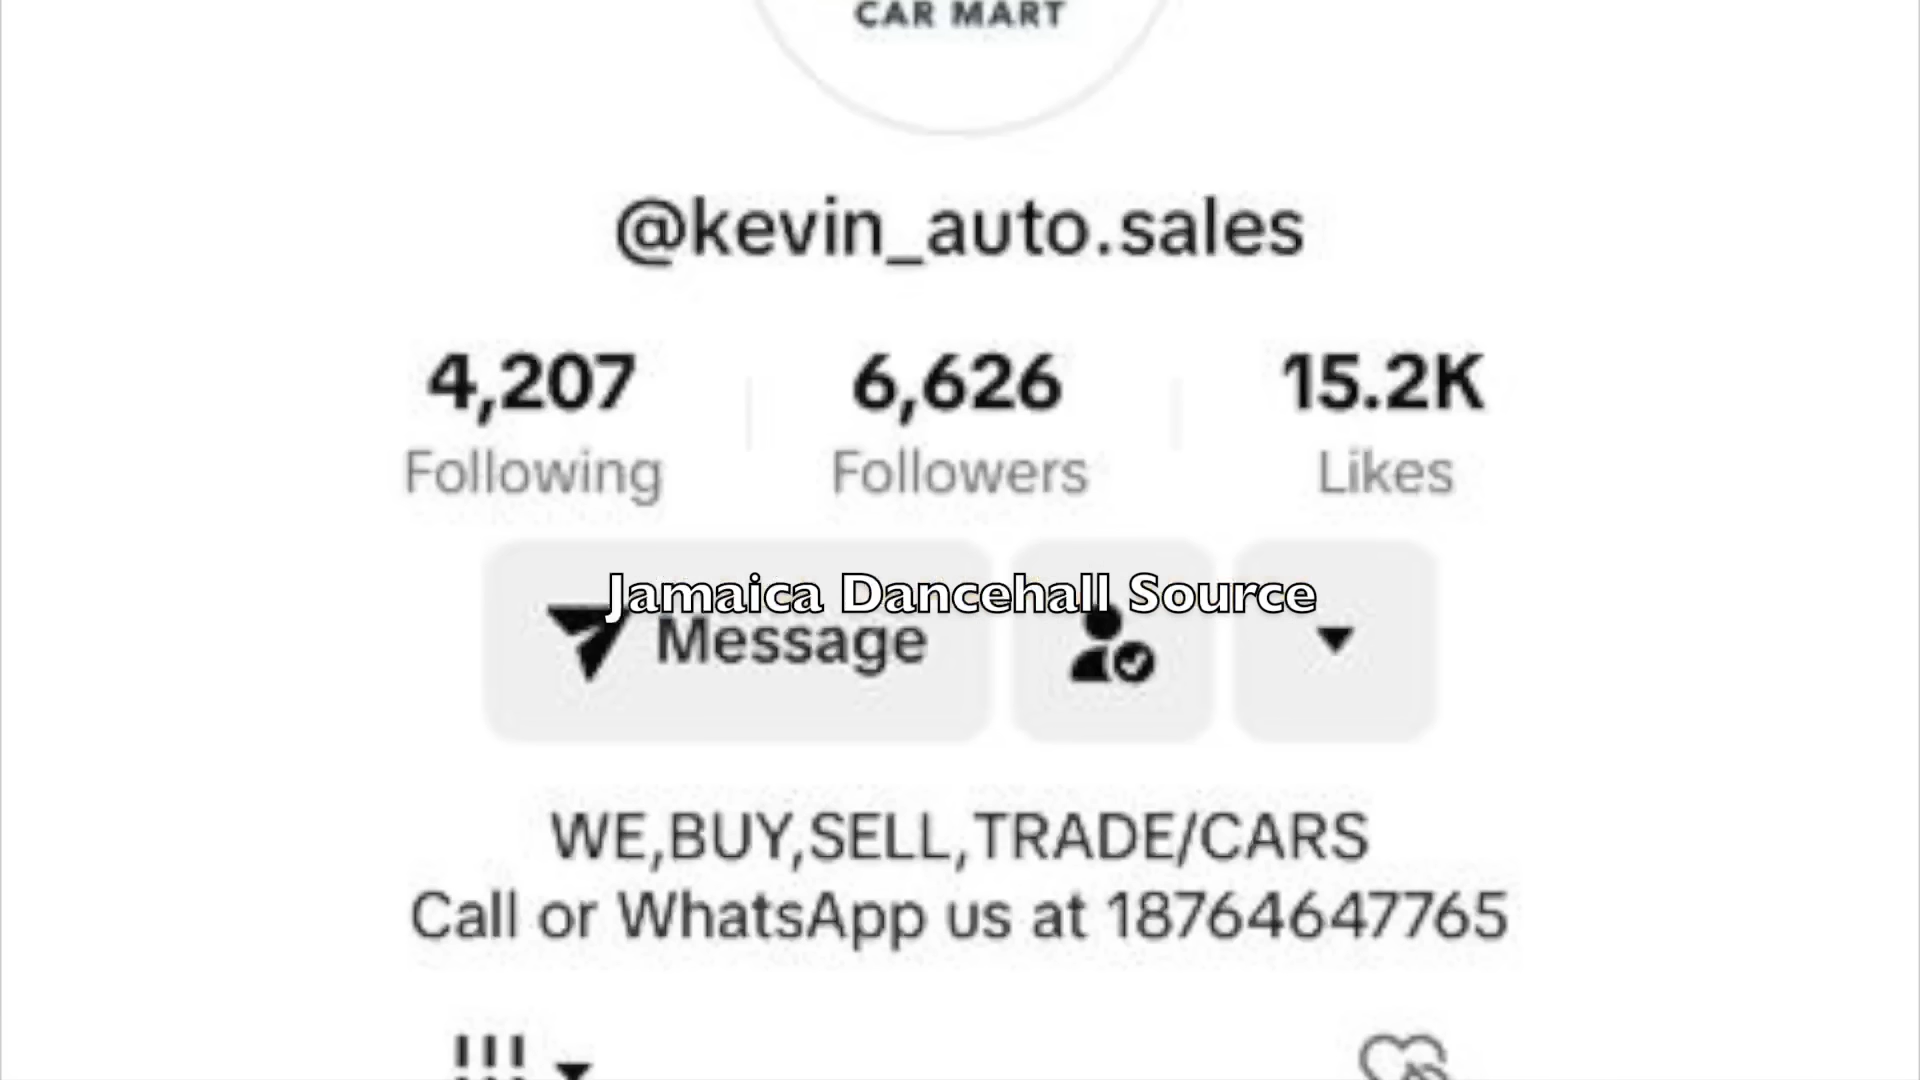 CAR MART
@kevin_auto.sales
4,207 6,626 15.2K
Following Followers Likes
Jamaica Dancehall Source
Message
WE,BUY,SELL,TRADE/CARS
Call or WhatsApp us at 18764647765